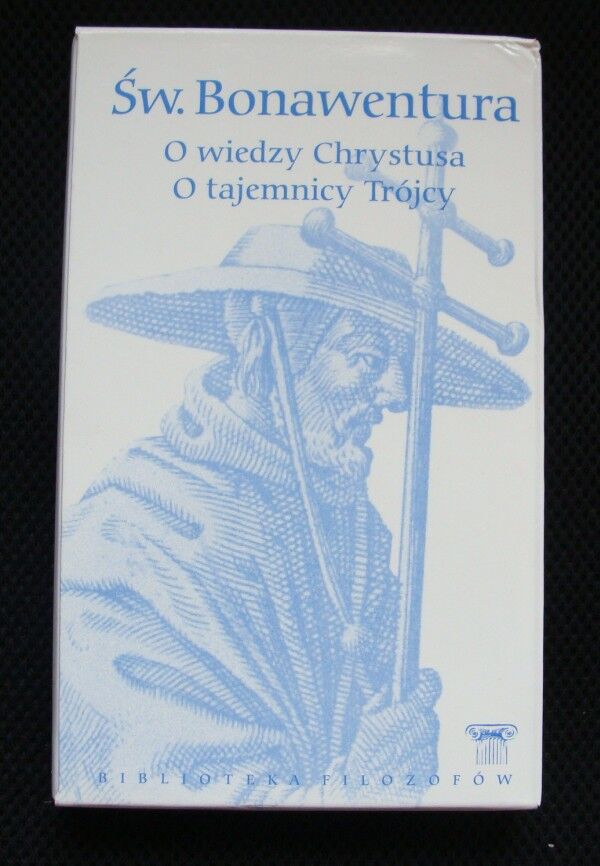 Św. Bonawentura
O wiedzy Chrystusa
O tajemnicy Trójcy
BIBLIOTEKA FILOZOFÓW